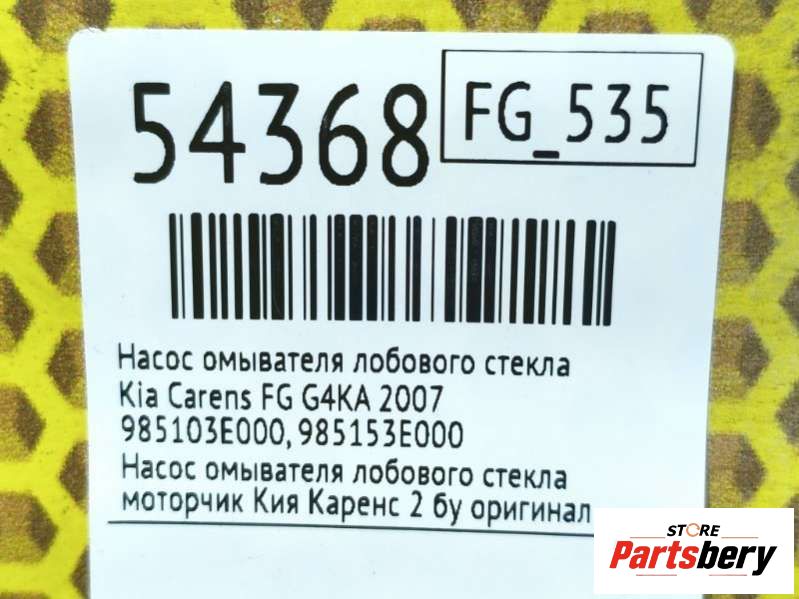 54368
FG_535
Насос омывателя лобового стекла
Kia Carens FG G4KA 2007
985103E000, 985153E000
Насос омывателя лобового стекла
моторчик Кия Каренс 2 бу оригинал
STORE
Partsbery